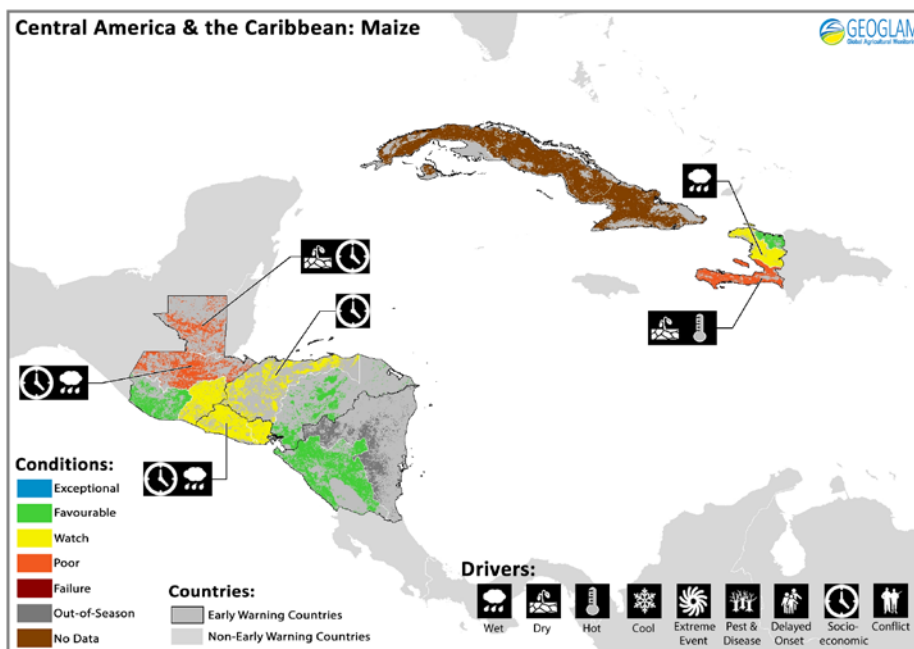 Central America & the Caribbean: Maize
GEOGLAM
Global Agricultural Monitoring
Conditions:
Exceptional
Favourable
Watch
Poor
Failure
Out-of-Season
No Data
Countries:
Early Warning Countries
Non-Early Warning Countries
Drivers:
Wet
Dry
Hot
Cool
Extreme
Event
Pest &
Disease
Delayed
Onset
Socio-
economic
Conflict